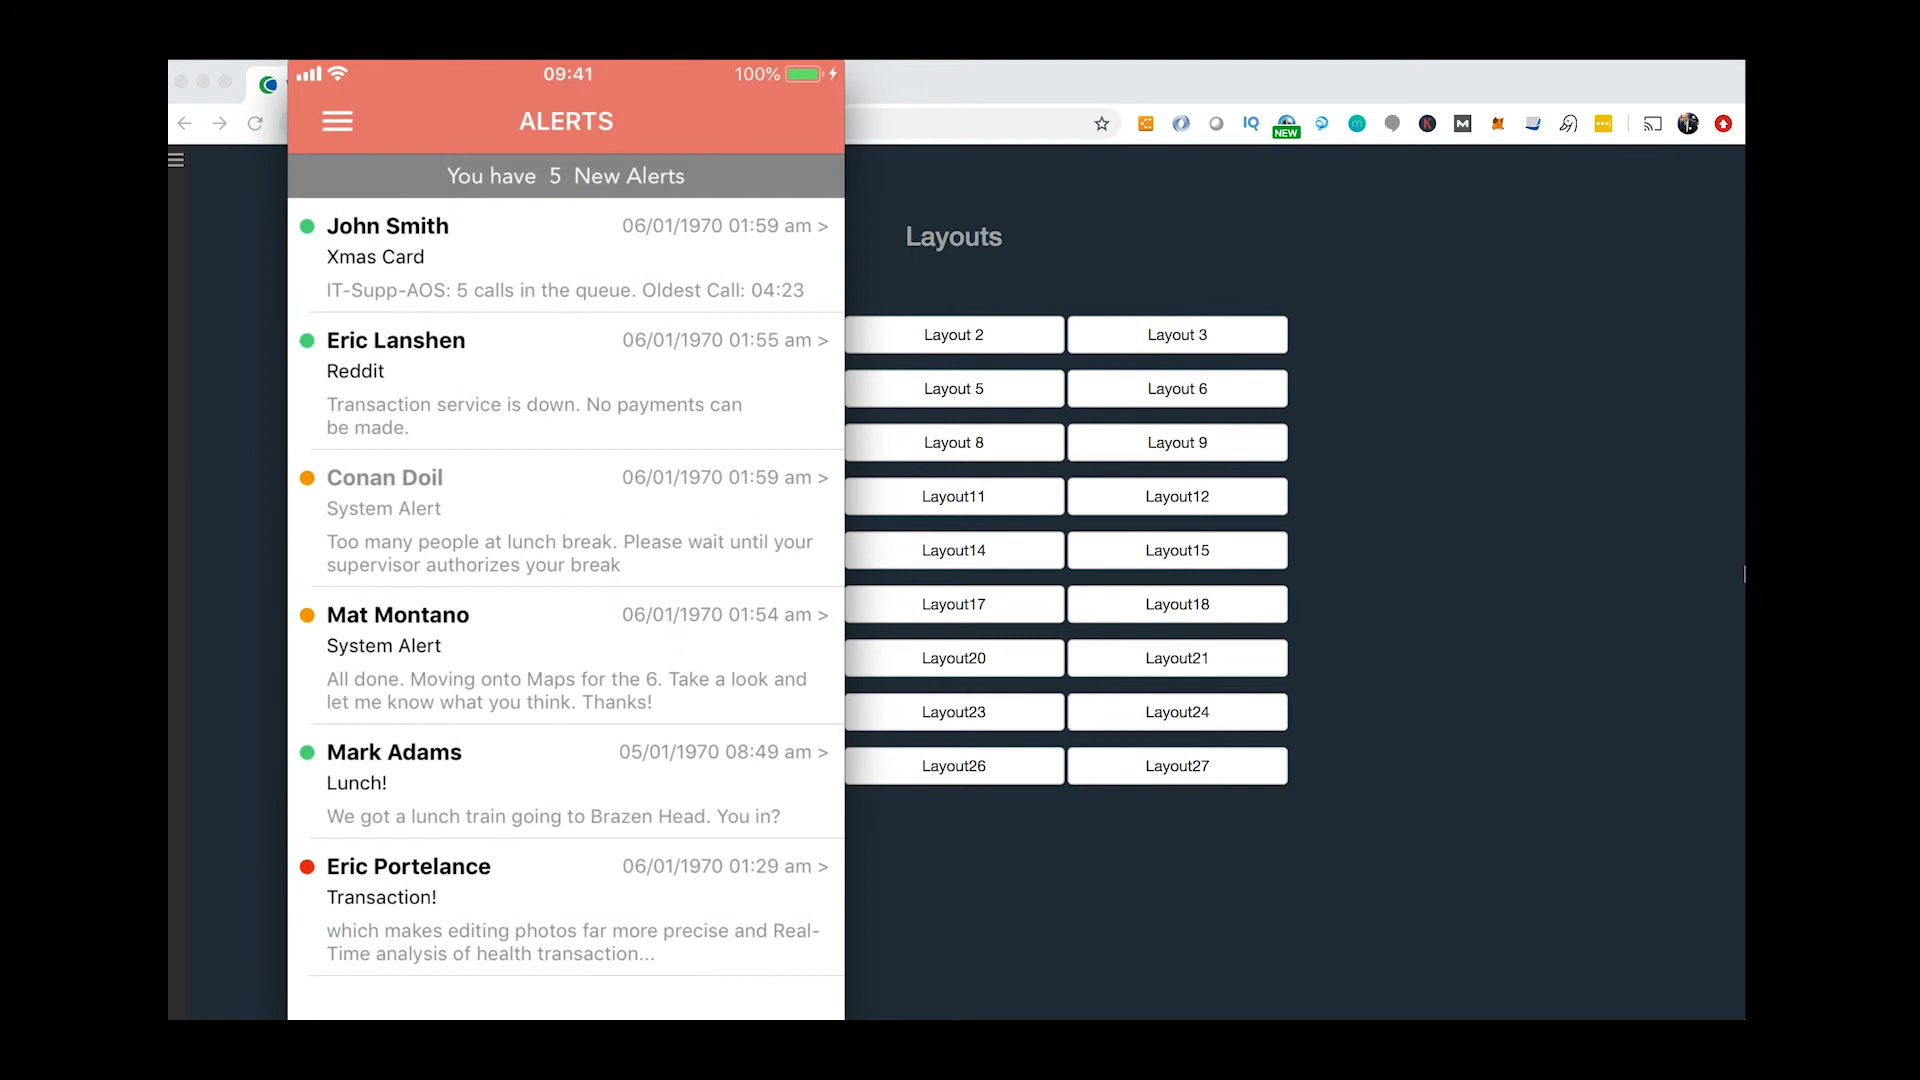 09:41
100%
ALERTS
You have 5 New Alerts
John Smith 06/01/1970 01:59 am >
Xmas Card
IT-Supp-AOS: 5 calls in the queue. Oldest Call: 04:23
Eric Lanshen 06/01/1970 01:55 am >
Reddit
Transaction service is down. No payments can
be made.
Conan Doil 06/01/1970 01:59 am >
System Alert
Too many people at lunch break. Please wait until your
supervisor authorizes your break
Mat Montano 06/01/1970 01:54 am >
System Alert
All done. Moving onto Maps for the 6. Take a look and
let me know what you think. Thanks!
Mark Adams 05/01/1970 08:49 am >
Lunch!
We got a lunch train going to Brazen Head. You in?
Eric Portelance 06/01/1970 01:29 am >
Transaction!
which makes editing photos far more precise and Real-
Time analysis of health transaction...
IQ
NEW
m
K
M
Layouts
Layout 2 Layout 3
Layout 5 Layout 6
Layout 8 Layout 9
Layout11 Layout12
Layout14 Layout15
Layout17 Layout18
Layout20 Layout21
Layout23 Layout24
Layout26 Layout27